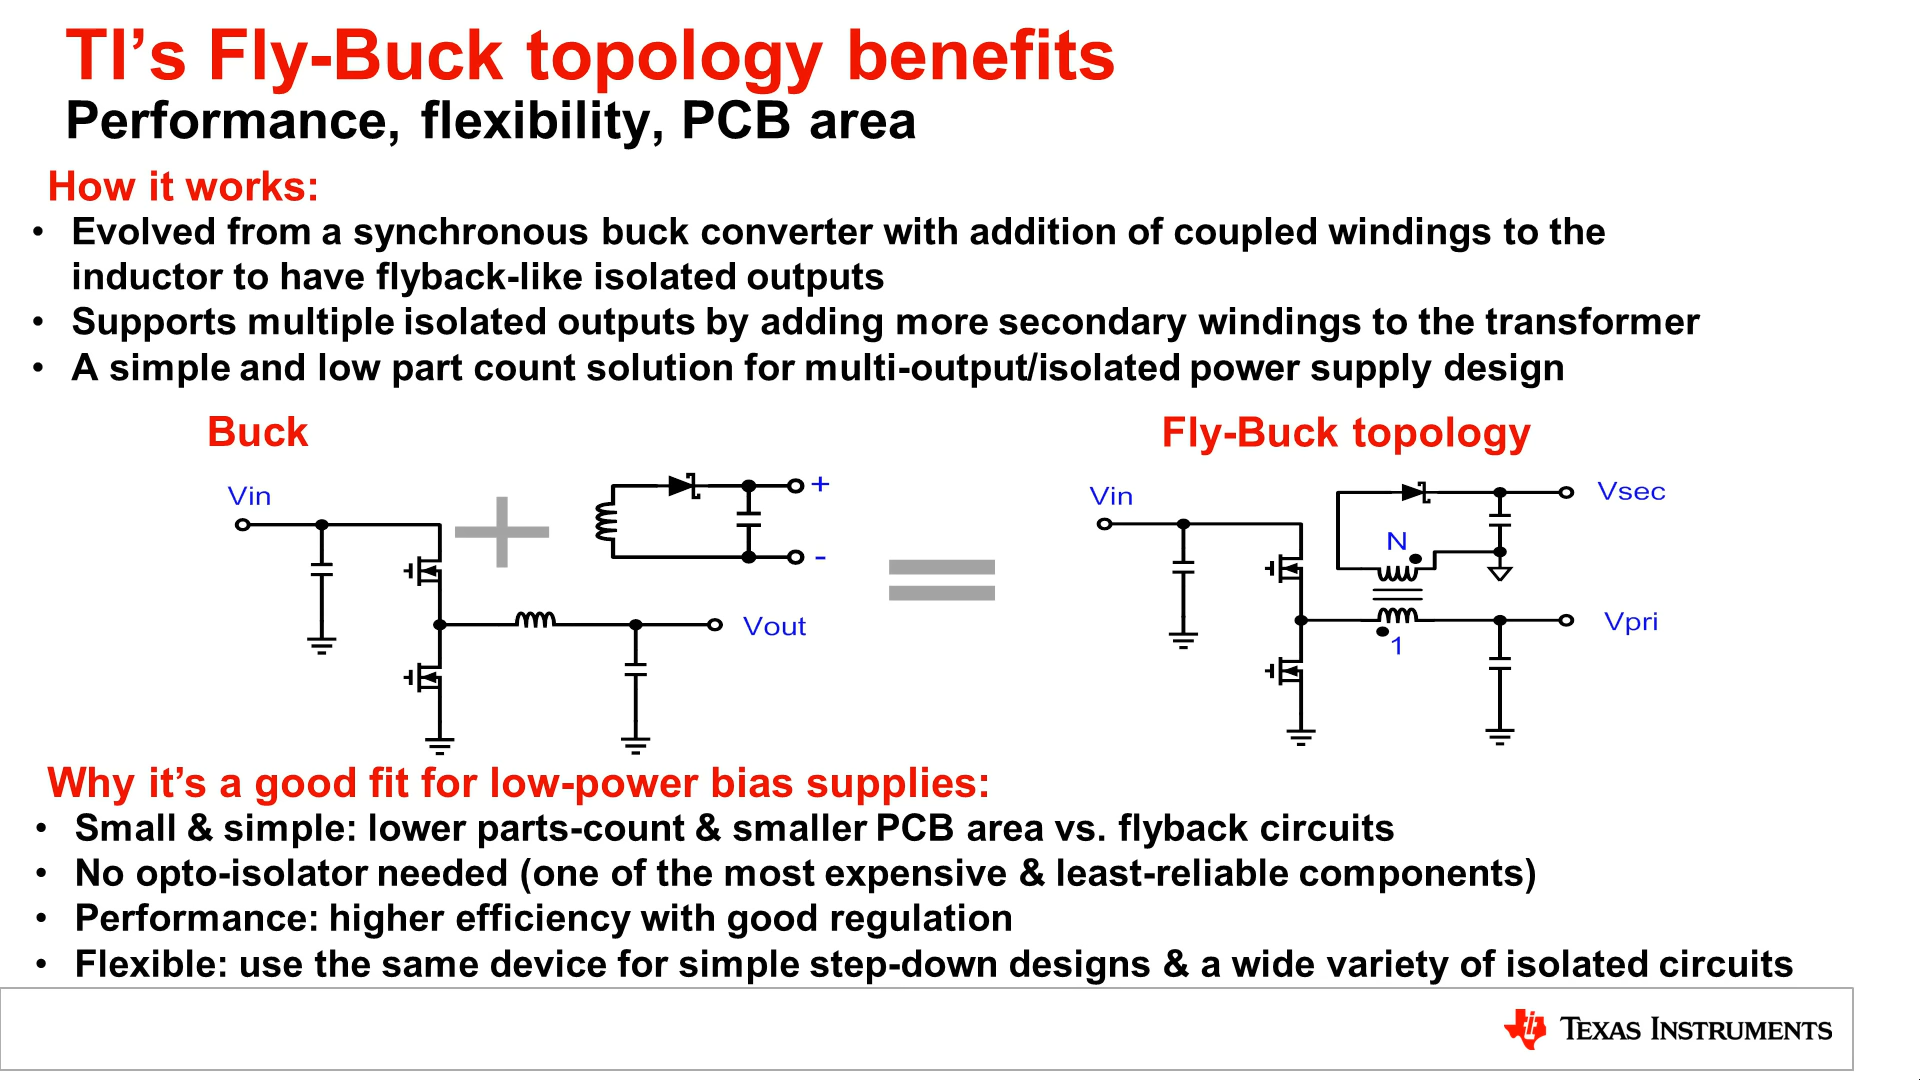 TI’s Fly-Buck topology benefits
Performance, flexibility, PCB area
How it works:
• Evolved from a synchronous buck converter with addition of coupled windings to the
inductor to have flyback-like isolated outputs
• Supports multiple isolated outputs by adding more secondary windings to the transformer
• A simple and low part count solution for multi-output/isolated power supply design
Buck
Fly-Buck topology
Vin
+
-
Vout
Vin
Vsec
N
1
Vpri
Why it’s a good fit for low-power bias supplies:
• Small & simple: lower parts-count & smaller PCB area vs. flyback circuits
• No opto-isolator needed (one of the most expensive & least-reliable components)
• Performance: higher efficiency with good regulation
• Flexible: use the same device for simple step-down designs & a wide variety of isolated circuits
TEXAS INSTRUMENTS